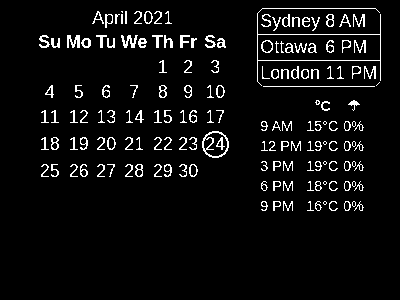 April 2021
Su Mo Tu We Th Fr Sa
1 2 3
4 5 6 7 8 9 10
11 12 13 14 15 16 17
18 19 20 21 22 23 24
25 26 27 28 29 30
Sydney 8 AM
Ottawa 6 PM
London 11 PM
°C ☂
9 AM 15°C 0%
12 PM 19°C 0%
3 PM 19°C 0%
6 PM 18°C 0%
9 PM 16°C 0%